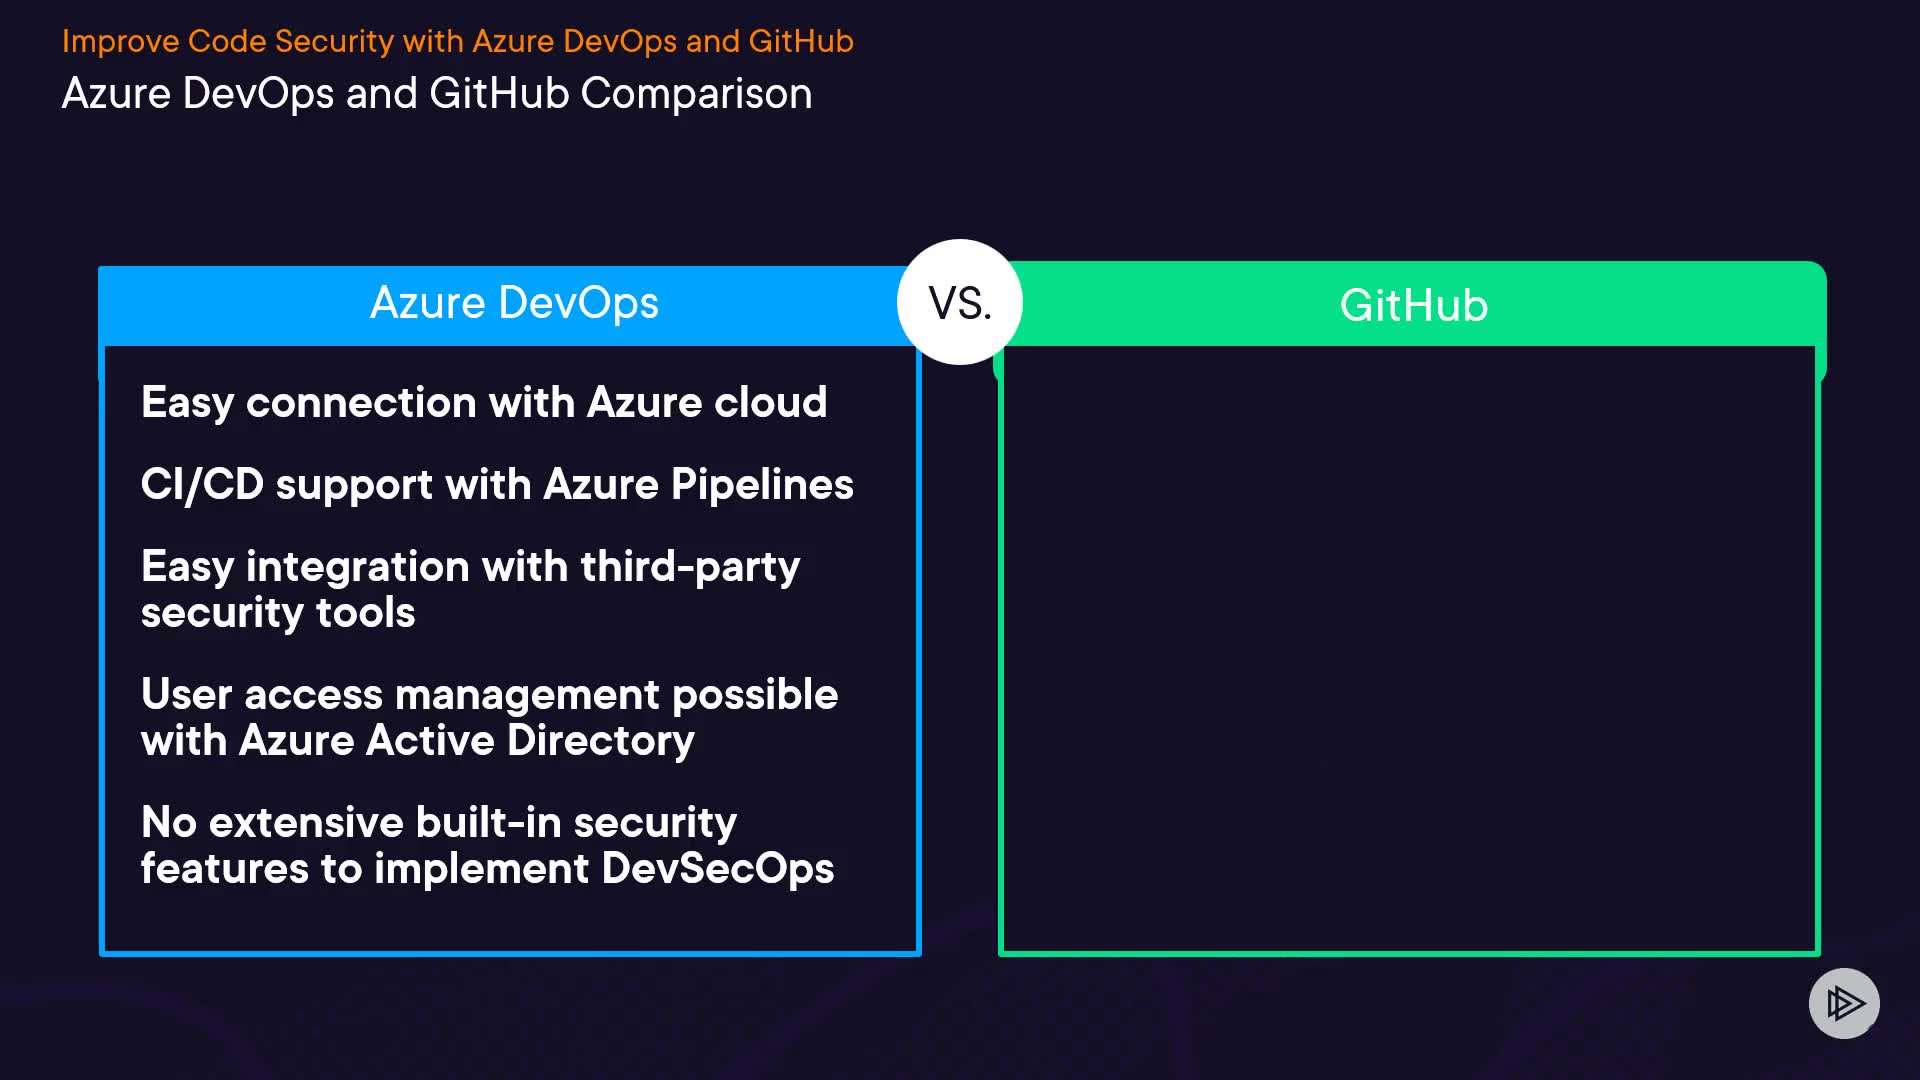 Improve Code Security with Azure DevOps and GitHub
Azure DevOps and GitHub Comparison
Azure DevOps
VS.
GitHub
Easy connection with Azure cloud
CI/CD support with Azure Pipelines
Easy integration with third-party
security tools
User access management possible
with Azure Active Directory
No extensive built-in security
features to implement DevSecOps